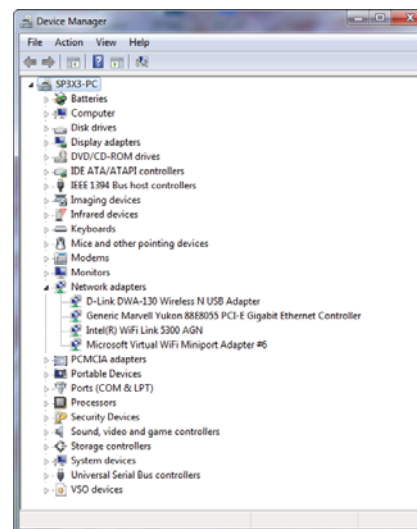 Device Manager
File Action View Help
SP3X3-PC
Batteries
Computer
Disk drives
Display adapters
DVD/CD-ROM drives
IDE ATA/ATAPI controllers
IEEE 1394 Bus host controllers
Imaging devices
Infrared devices
Keyboards
Mice and other pointing devices
Modems
Monitors
Network adapters
D-Link DWA-130 Wireless N USB Adapter
Generic Marvell Yukon 88E8055 PCI-E Gigabit Ethernet Controller
Intel(R) WiFi Link 5300 AGN
Microsoft Virtual WiFi Miniport Adapter #6
PCMCIA adapters
Portable Devices
Ports (COM & LPT)
Processors
Security Devices
Sound, video and game controllers
Storage controllers
System devices
Universal Serial Bus controllers
VSO devices